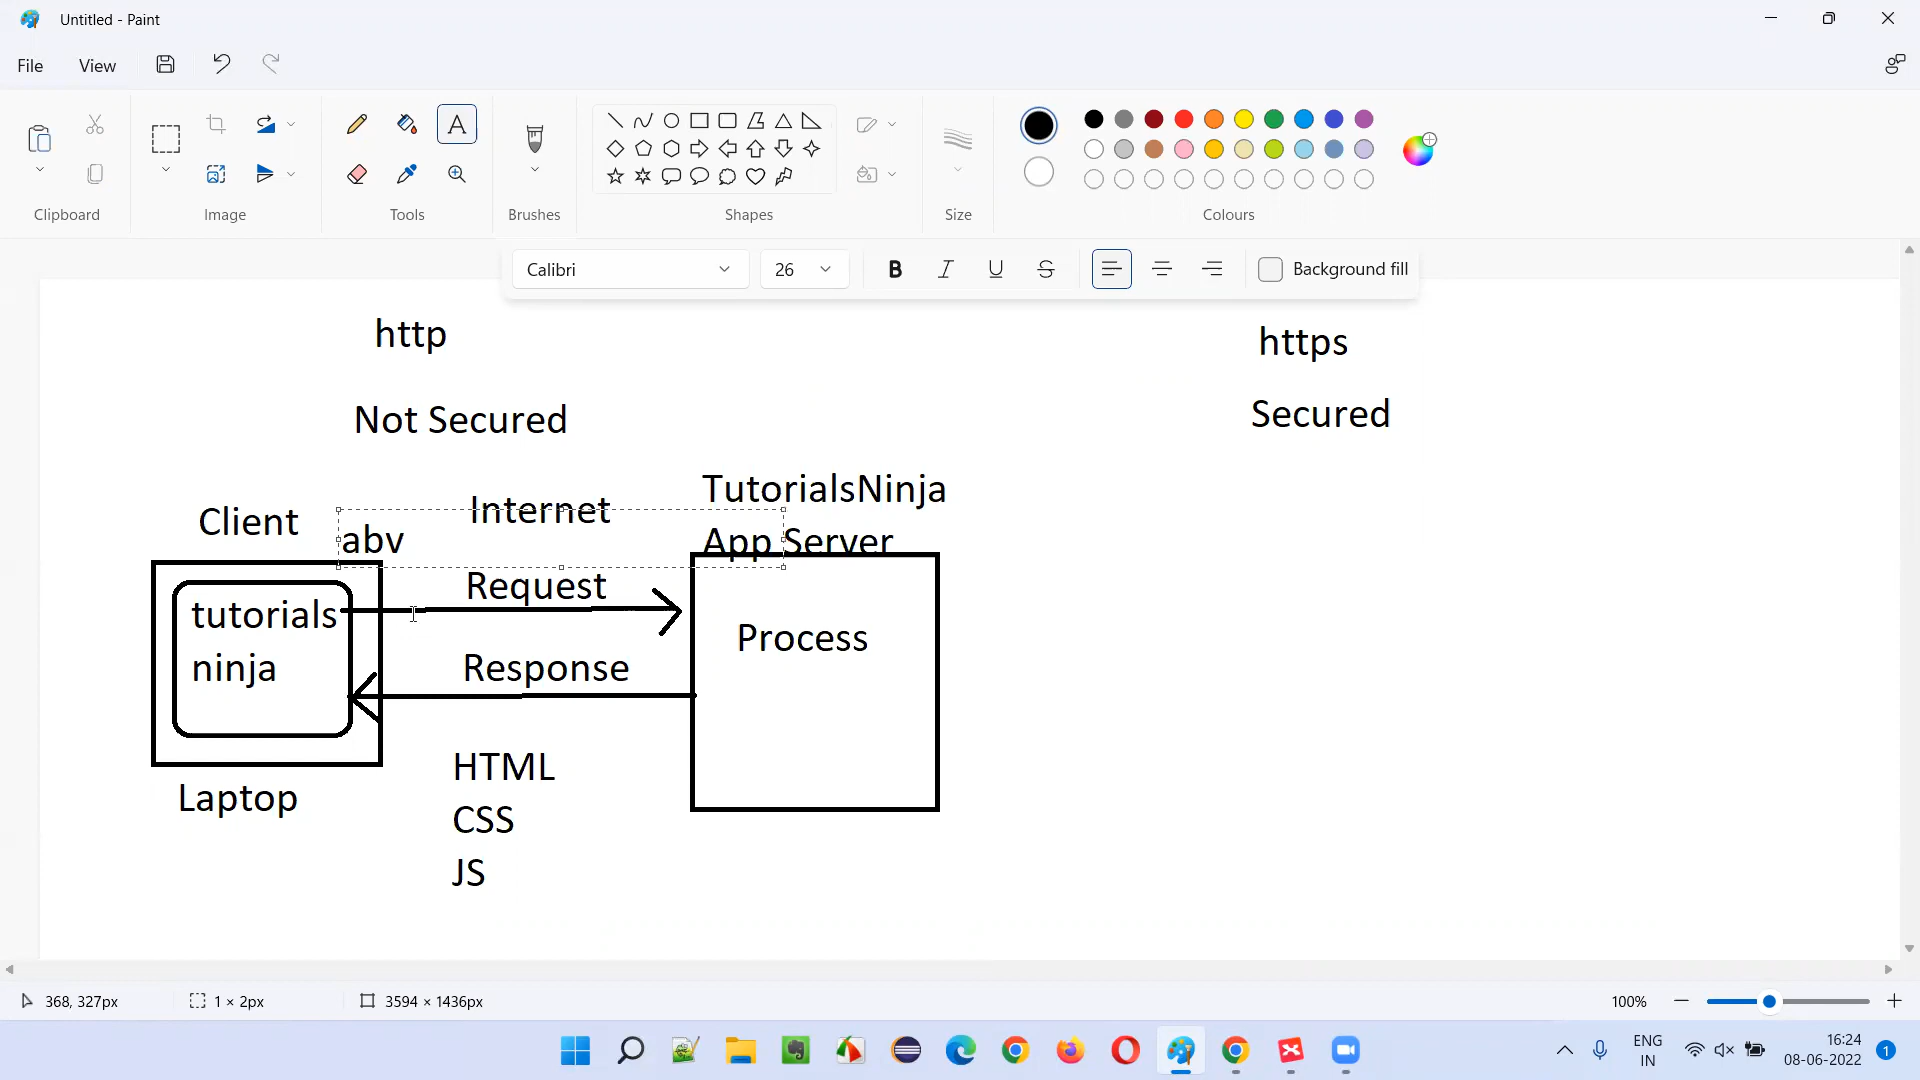 Untitled - Paint
File
View
Clipboard
Image
Tools
Brushes
Shapes
Size
Colours
Calibri
26
B
I
U
S
Background fill
http
https
Not Secured
Secured
TutorialsNinja
App Server
Internet
Client
abv
Request
tutorials
ninja
Process
Response
Laptop
HTML
CSS
JS
368, 327px
1 × 2px
3594 × 1436px
100%
ENG
IN
16:24
08-06-2022
1